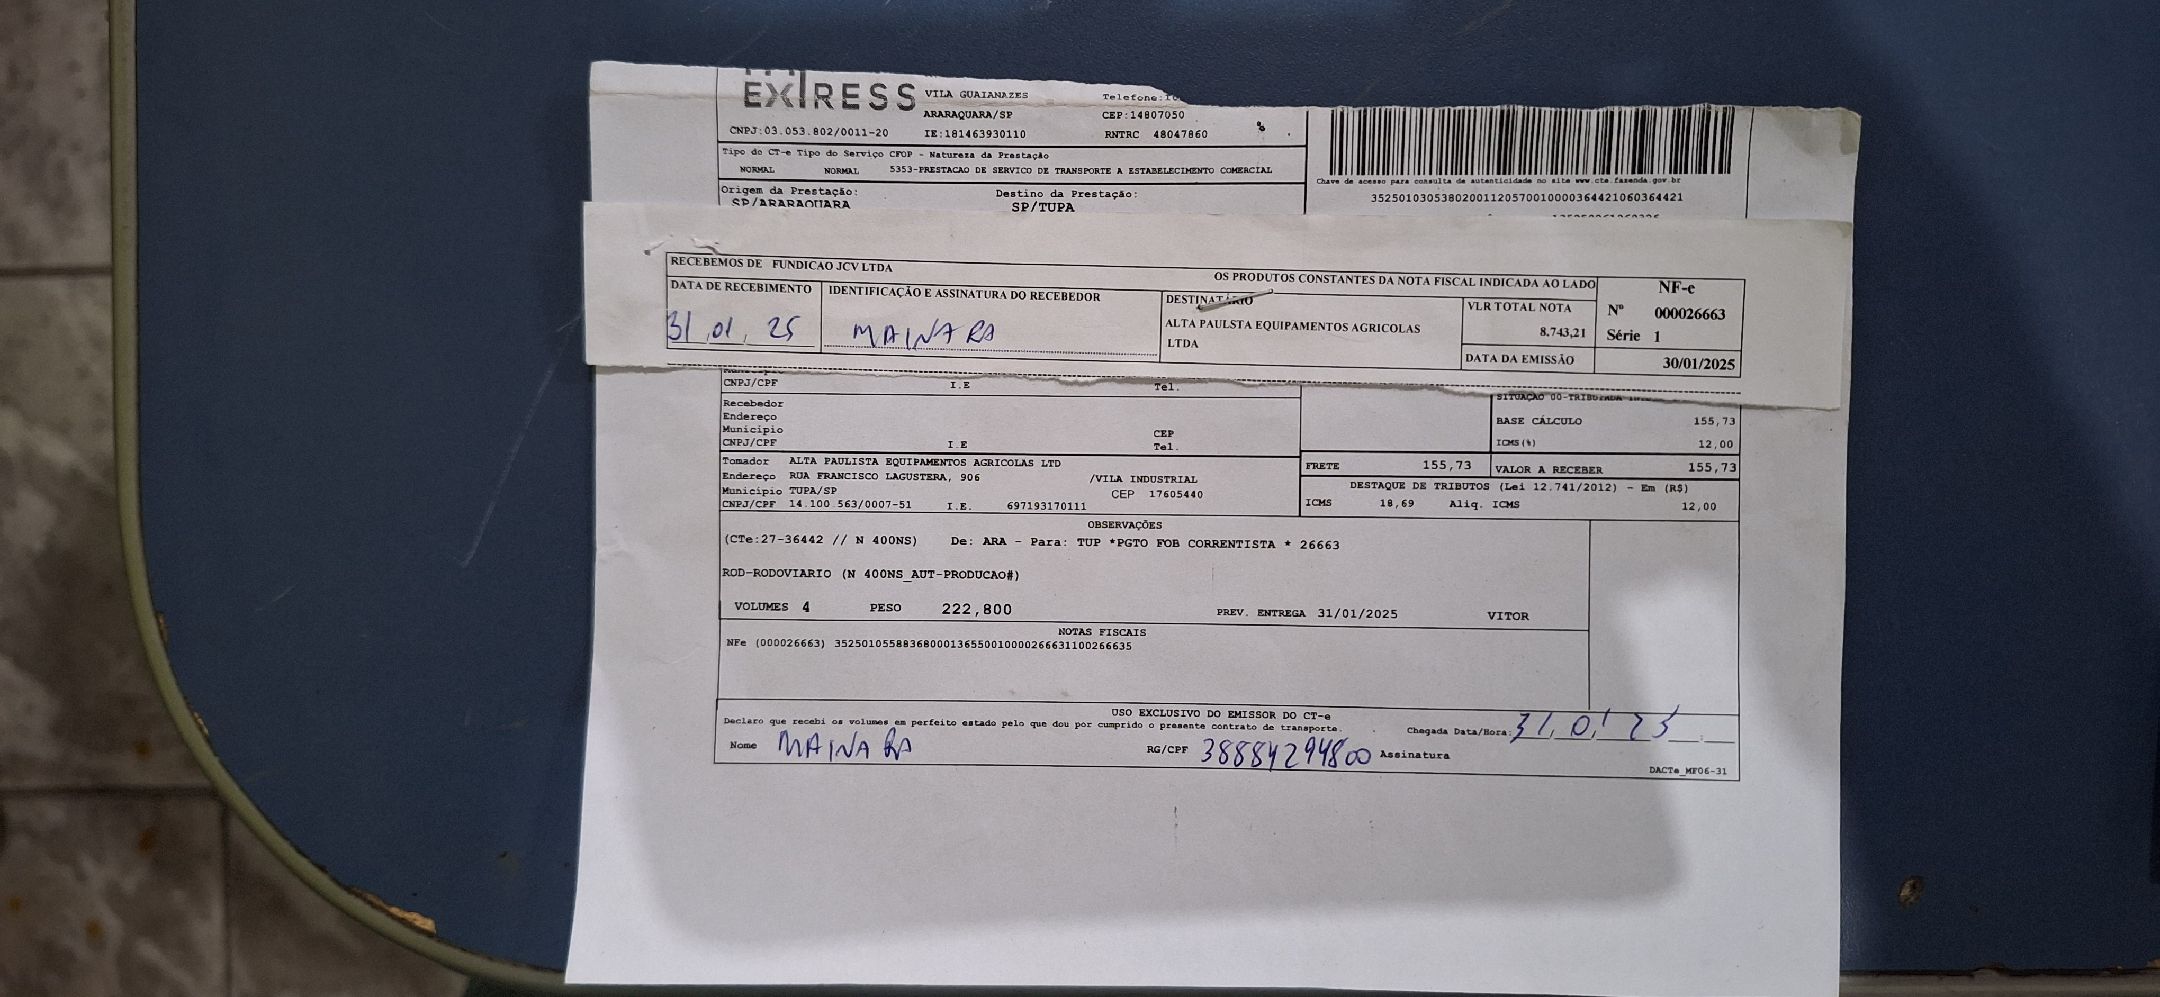 EXPRESS
VILA GUAIANAZES Telefone:
ARARAQUARA/SP CEP:14807050
CNPJ:03.053.802/0011-20 IE:181463930110 RNTRC 48047860
Tipo do CT-e Tipo do Serviço CFOP - Natureza da Prestação
NORMAL NORMAL 5353-PRESTACAO DE SERVICO DE TRANSPORTE A ESTABELECIMENTO COMERCIAL
Chave de acesso para consulta de autenticidade no site www.cte.fazenda.gov.br
Origem da Prestação: Destino da Prestação:
SP/ARARAQUARA SP/TUPA
35250103053802001120570010000364421060364421
RECEBEMOS DE FUNDICAO JCV LTDA OS PRODUTOS CONSTANTES DA NOTA FISCAL INDICADA AO LADO
NF-e
Nº 000026663
Série 1
DATA DE RECEBIMENTO IDENTIFICAÇÃO E ASSINATURA DO RECEBEDOR DESTINATÁRIO VLR TOTAL NOTA
31 01 25 MAINARA ALTA PAULSTA EQUIPAMENTOS AGRICOLAS 8.743,21
LTDA
DATA DA EMISSÃO 30/01/2025
CNPJ/CPF I.E Tel.
Recebedor
Endereço
Município CEP
CNPJ/CPF I.E Tel.
BASE CÁLCULO 155,73
ICMS(%) 12,00
FRETE 155,73 VALOR A RECEBER 155,73
Tomador ALTA PAULISTA EQUIPAMENTOS AGRICOLAS LTD
Endereço RUA FRANCISCO LAGUSTERA, 906 /VILA INDUSTRIAL
Município TUPA/SP CEP 17605440
CNPJ/CPF 14.100.563/0007-51 I.E. 697193170111
DESTAQUE DE TRIBUTOS (Lei 12.741/2012) - Em (R$)
ICMS 18,69 Aliq. ICMS 12,00
OBSERVAÇÕES
(CTe:27-36442 // N 400NS) De: ARA - Para: TUP *PGTO FOB CORRENTISTA * 26663
ROD-RODOVIARIO (N 400NS_AUT-PRODUCAO#)
VOLUMES 4 PESO 222,800 PREV. ENTREGA 31/01/2025 VITOR
NOTAS FISCAIS
NFe (000026663) 35250105588368000136550010000266631100266635
USO EXCLUSIVO DO EMISSOR DO CT-e
Declaro que recebi os volumes em perfeito estado pelo que dou por cumprido o presente contrato de transporte. Chegada Data/Hora: 31 01 25
Nome MAINARA RG/CPF 38884294800 Assinatura
DACTe_MF06-31